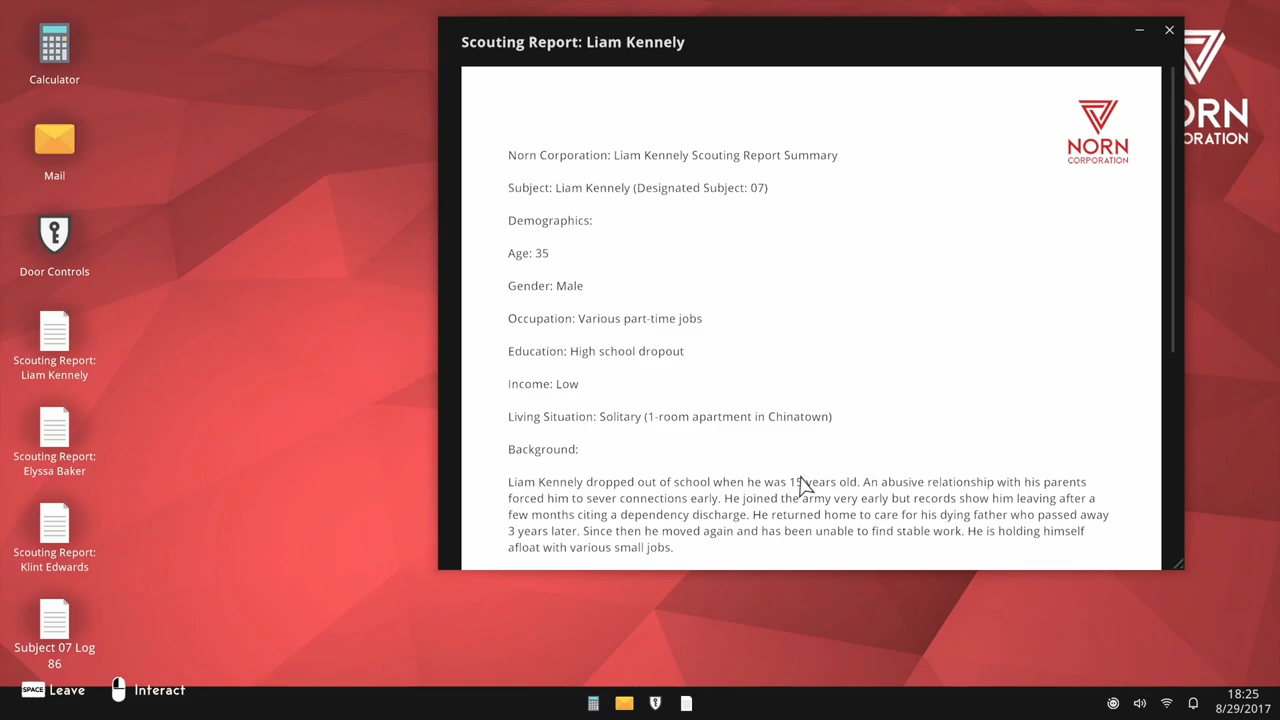 Scouting Report: Liam Kennely
Calculator
Mail
Door Controls
Scouting Report:
Liam Kennely
Scouting Report:
Elyssa Baker
Scouting Report:
Klint Edwards
Subject 07 Log
86
NORN
CORPORATION
ORN
ORPORATION
Norn Corporation: Liam Kennely Scouting Report Summary
Subject: Liam Kennely (Designated Subject: 07)
Demographics:
Age: 35
Gender: Male
Occupation: Various part-time jobs
Education: High school dropout
Income: Low
Living Situation: Solitary (1-room apartment in Chinatown)
Background:
Liam Kennely dropped out of school when he was years old. An abusive relationship with his parents
forced him to sever connections early. He joined the army very early but records show him leaving after a
few months citing a dependency discharge. He returned home to care for his dying father who passed away
3 years later. Since then he moved again and has been unable to find stable work. He is holding himself
afloat with various small jobs.
SPACE Leave Interact
18:25
8/29/2017